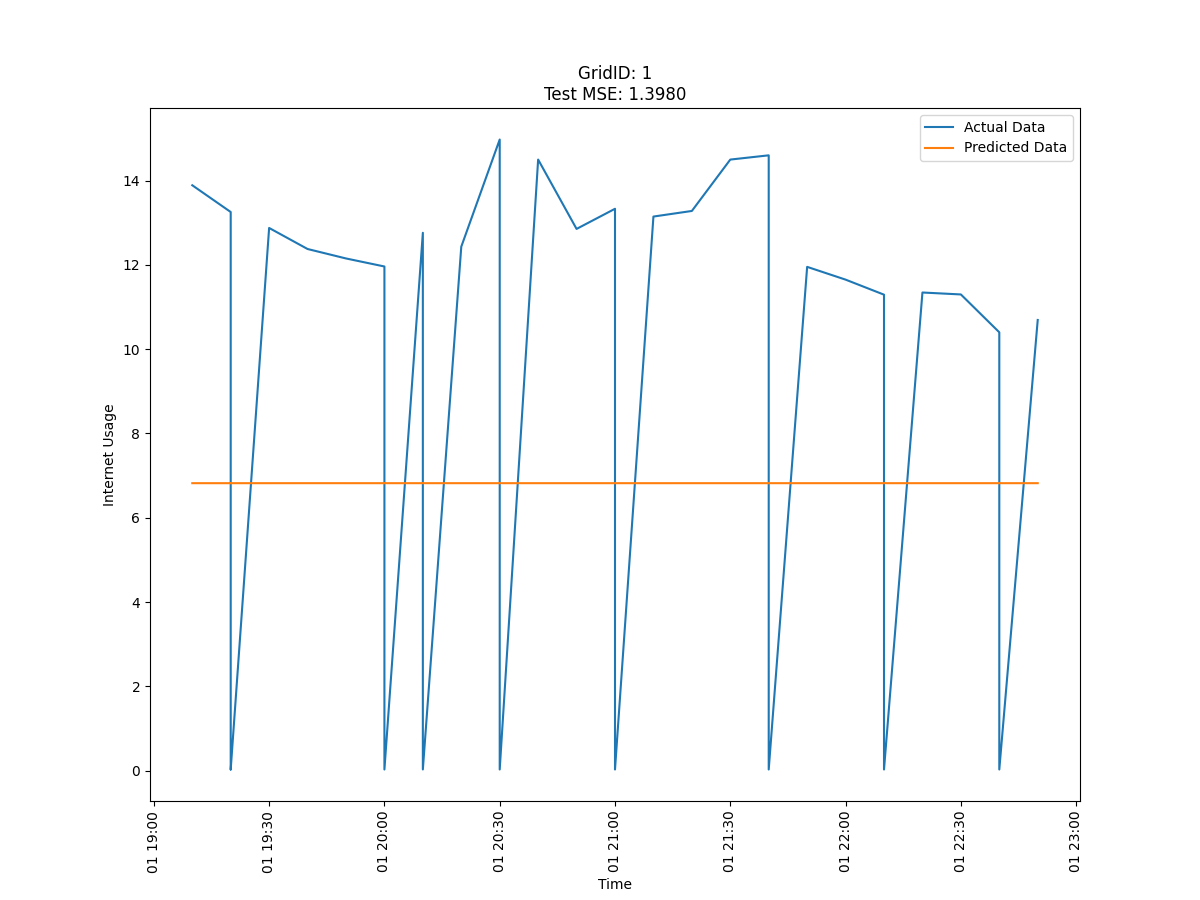 GridID: 1
Test MSE: 1.3980
Actual Data
Predicted Data
Internet Usage
14
12
10
8
6
4
2
0
01 19:00
01 19:30
01 20:00
01 20:30
01 21:00
01 21:30
01 22:00
01 22:30
01 23:00
Time